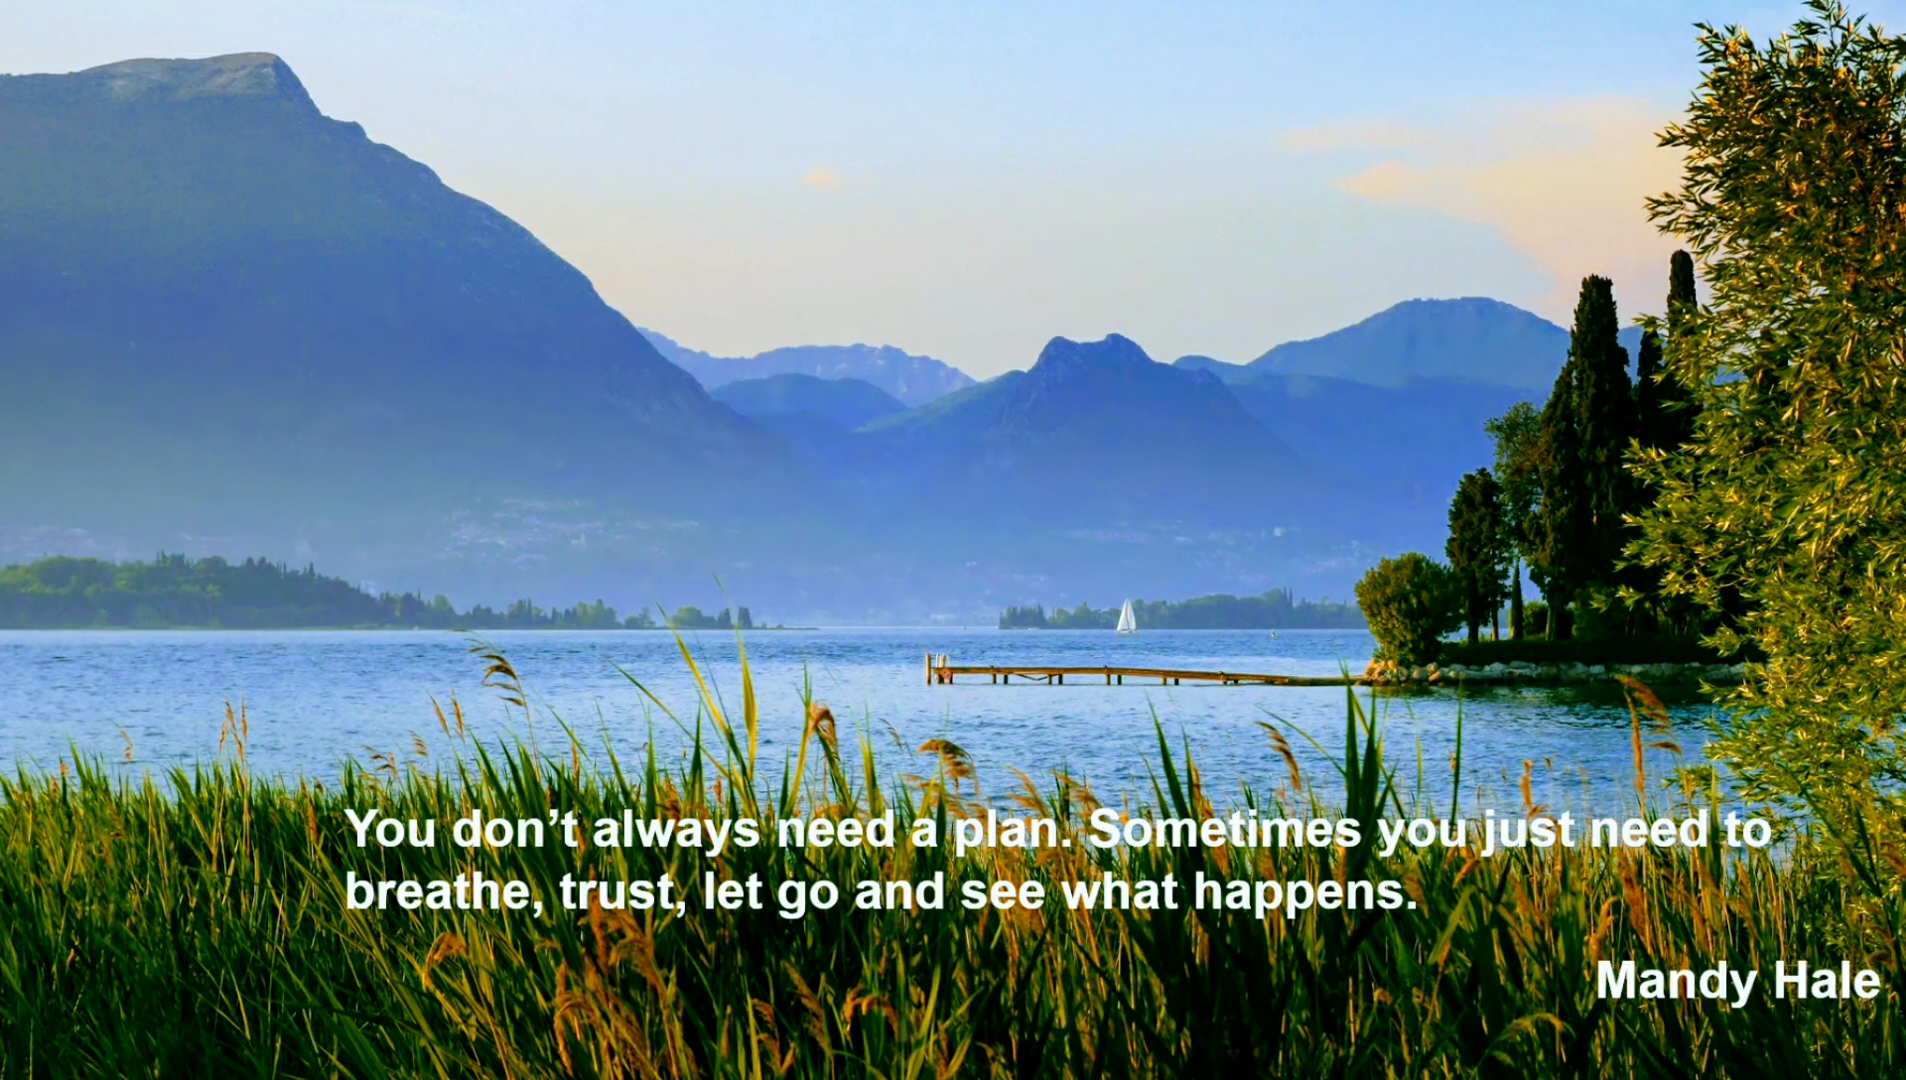 You don’t always need a plan. Sometimes you just need to
breathe, trust, let go and see what happens.
Mandy Hale